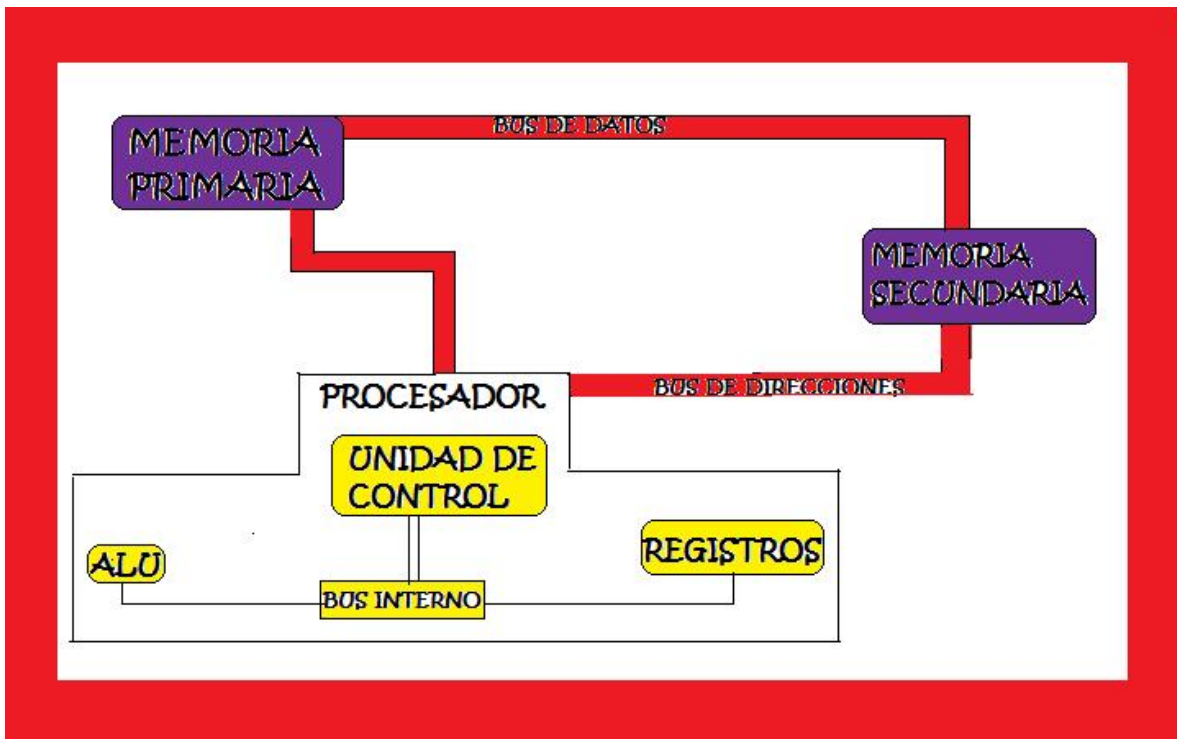 BUS DE DATOS
MEMORIA
PRIMARIA
MEMORIA
SECUNDARIA
BUS DE DIRECCIONES
PROCESADOR
UNIDAD DE
CONTROL
REGISTROS
ALU
BUS INTERNO